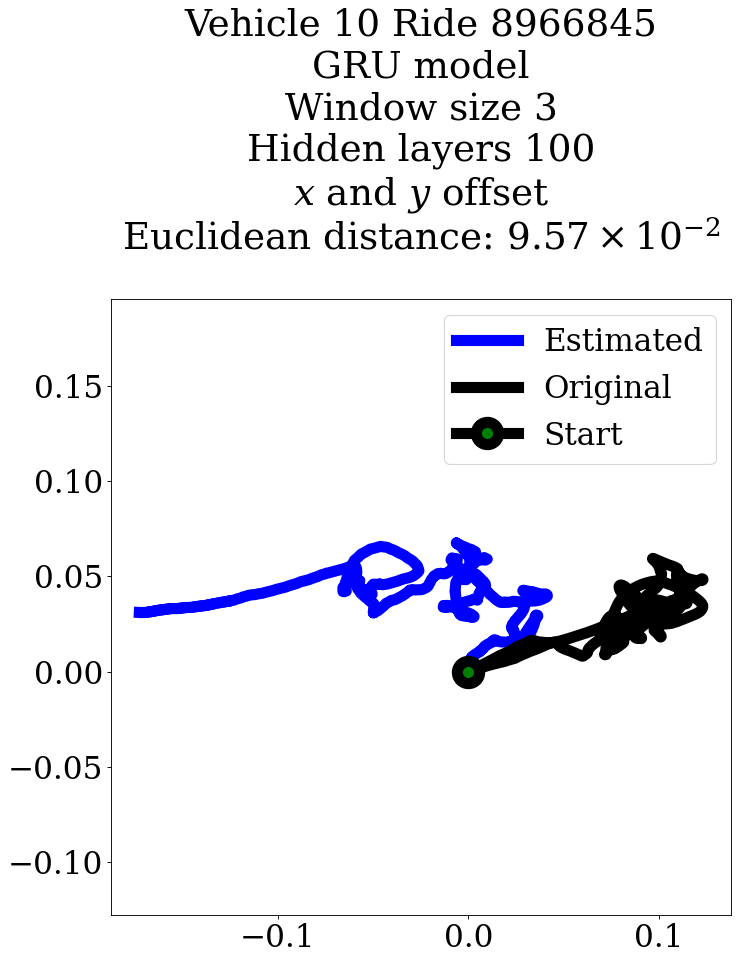 Vehicle 10 Ride 8966845
GRU model
Window size 3
Hidden layers 100
x and y offset
Euclidean distance: 9.57 × 10⁻²
Estimated
Original
Start
0.15
0.10
0.05
0.00
−0.05
−0.10
−0.1
0.0
0.1